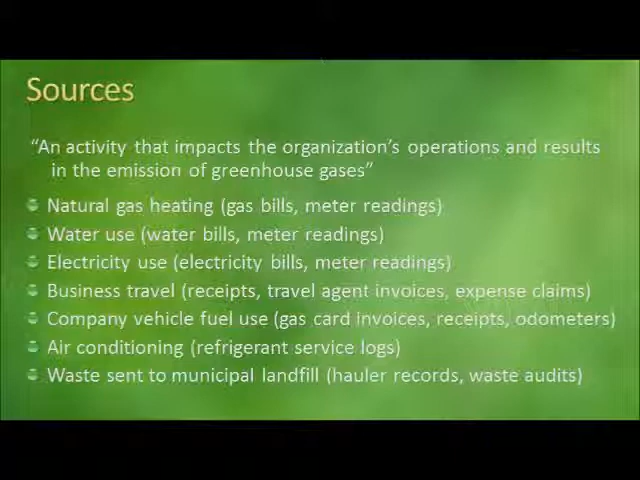 Sources
“An activity that impacts the organization’s operations and results
in the emission of greenhouse gases”
Natural gas heating (gas bills, meter readings)
Water use (water bills, meter readings)
Electricity use (electricity bills, meter readings)
Business travel (receipts, travel agent invoices, expense claims)
Company vehicle fuel use (gas card invoices, receipts, odometers)
Air conditioning (refrigerant service logs)
Waste sent to municipal landfill (hauler records, waste audits)